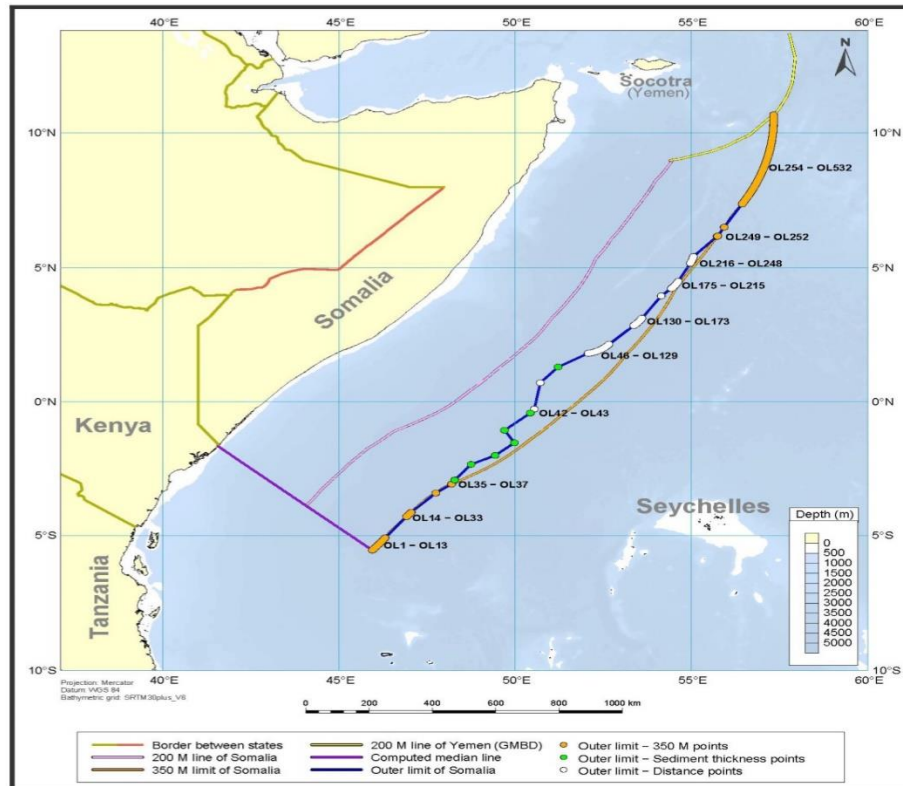 40°E 45°E 50°E 55°E 60°E
N
Socotra
(Yemen)
10°N 10°N
OL254 – OL532
OL249 – OL252
5°N 5°N
OL216 – OL248
OL175 – OL215
Somalia
OL130 – OL173
OL46 – OL129
0°N 0°N
OL42 – OL43
Kenya
OL35 – OL37
Seychelles
OL14 – OL33
Depth (m)
0
500
1000
1500
2000
2500
3000
3500
4000
4500
5000
5°S 5°S
OL1 – OL13
Tanzania
10°S 10°S
40°E 45°E 50°E 55°E 60°E
Projection: Mercator
Datum: WGS 84
Bathymetric grid: SRTM30plus_V6
0 200 400 600 800 1000 km
Border between states
200 M line of Somalia
350 M limit of Somalia
200 M line of Yemen (GMBD)
Computed median line
Outer limit of Somalia
Outer limit – 350 M points
Outer limit – Sediment thickness points
Outer limit – Distance points